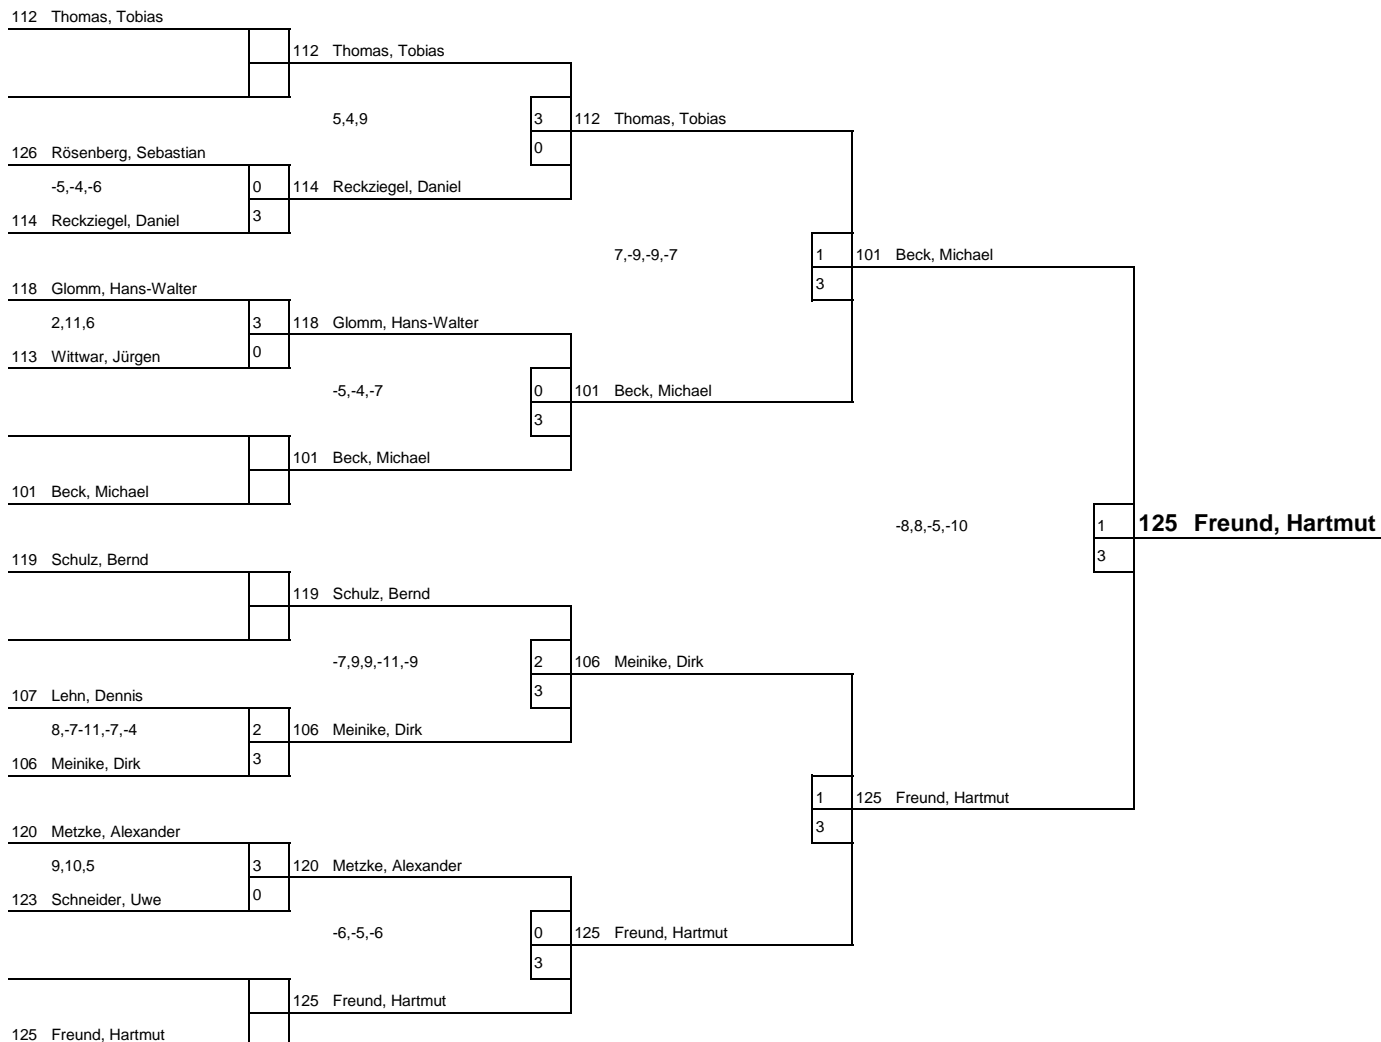 112 Thomas, Tobias
112 Thomas, Tobias
5,4,9 3 112 Thomas, Tobias
0
126 Rösenberg, Sebastian
-5,-4,-6 0 114 Reckziegel, Daniel
114 Reckziegel, Daniel 3
7,-9,-9,-7 1 101 Beck, Michael
3
118 Glomm, Hans-Walter
2,11,6 3 118 Glomm, Hans-Walter
113 Wittwar, Jürgen 0
-5,-4,-7 0 101 Beck, Michael
3
101 Beck, Michael
101 Beck, Michael
-8,8,-5,-10 1 125 Freund, Hartmut
3
119 Schulz, Bernd
119 Schulz, Bernd
-7,9,9,-11,-9 2 106 Meinike, Dirk
3
107 Lehn, Dennis
8,-7-11,-7,-4 2 106 Meinike, Dirk
106 Meinike, Dirk 3
1 125 Freund, Hartmut
3
120 Metzke, Alexander
9,10,5 3 120 Metzke, Alexander
123 Schneider, Uwe 0
-6,-5,-6 0 125 Freund, Hartmut
3
125 Freund, Hartmut
125 Freund, Hartmut